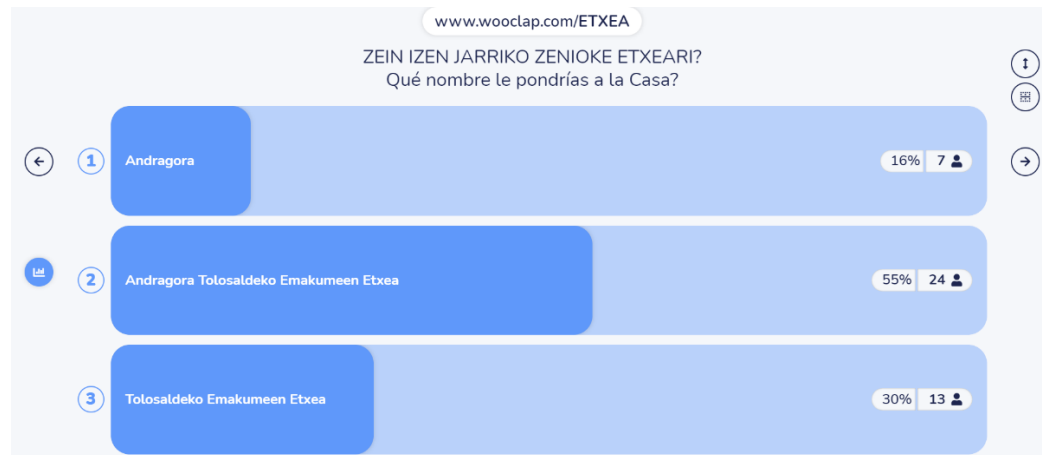 www.wooclap.com/ETXEA
ZEIN IZEN JARRIKO ZENIOKE ETXEARI?
Qué nombre le pondrías a la Casa?
1 Andragora 16% 7
2 Andragora Tolosaldeko Emakumeen Etxea 55% 24
3 Tolosaldeko Emakumeen Etxea 30% 13